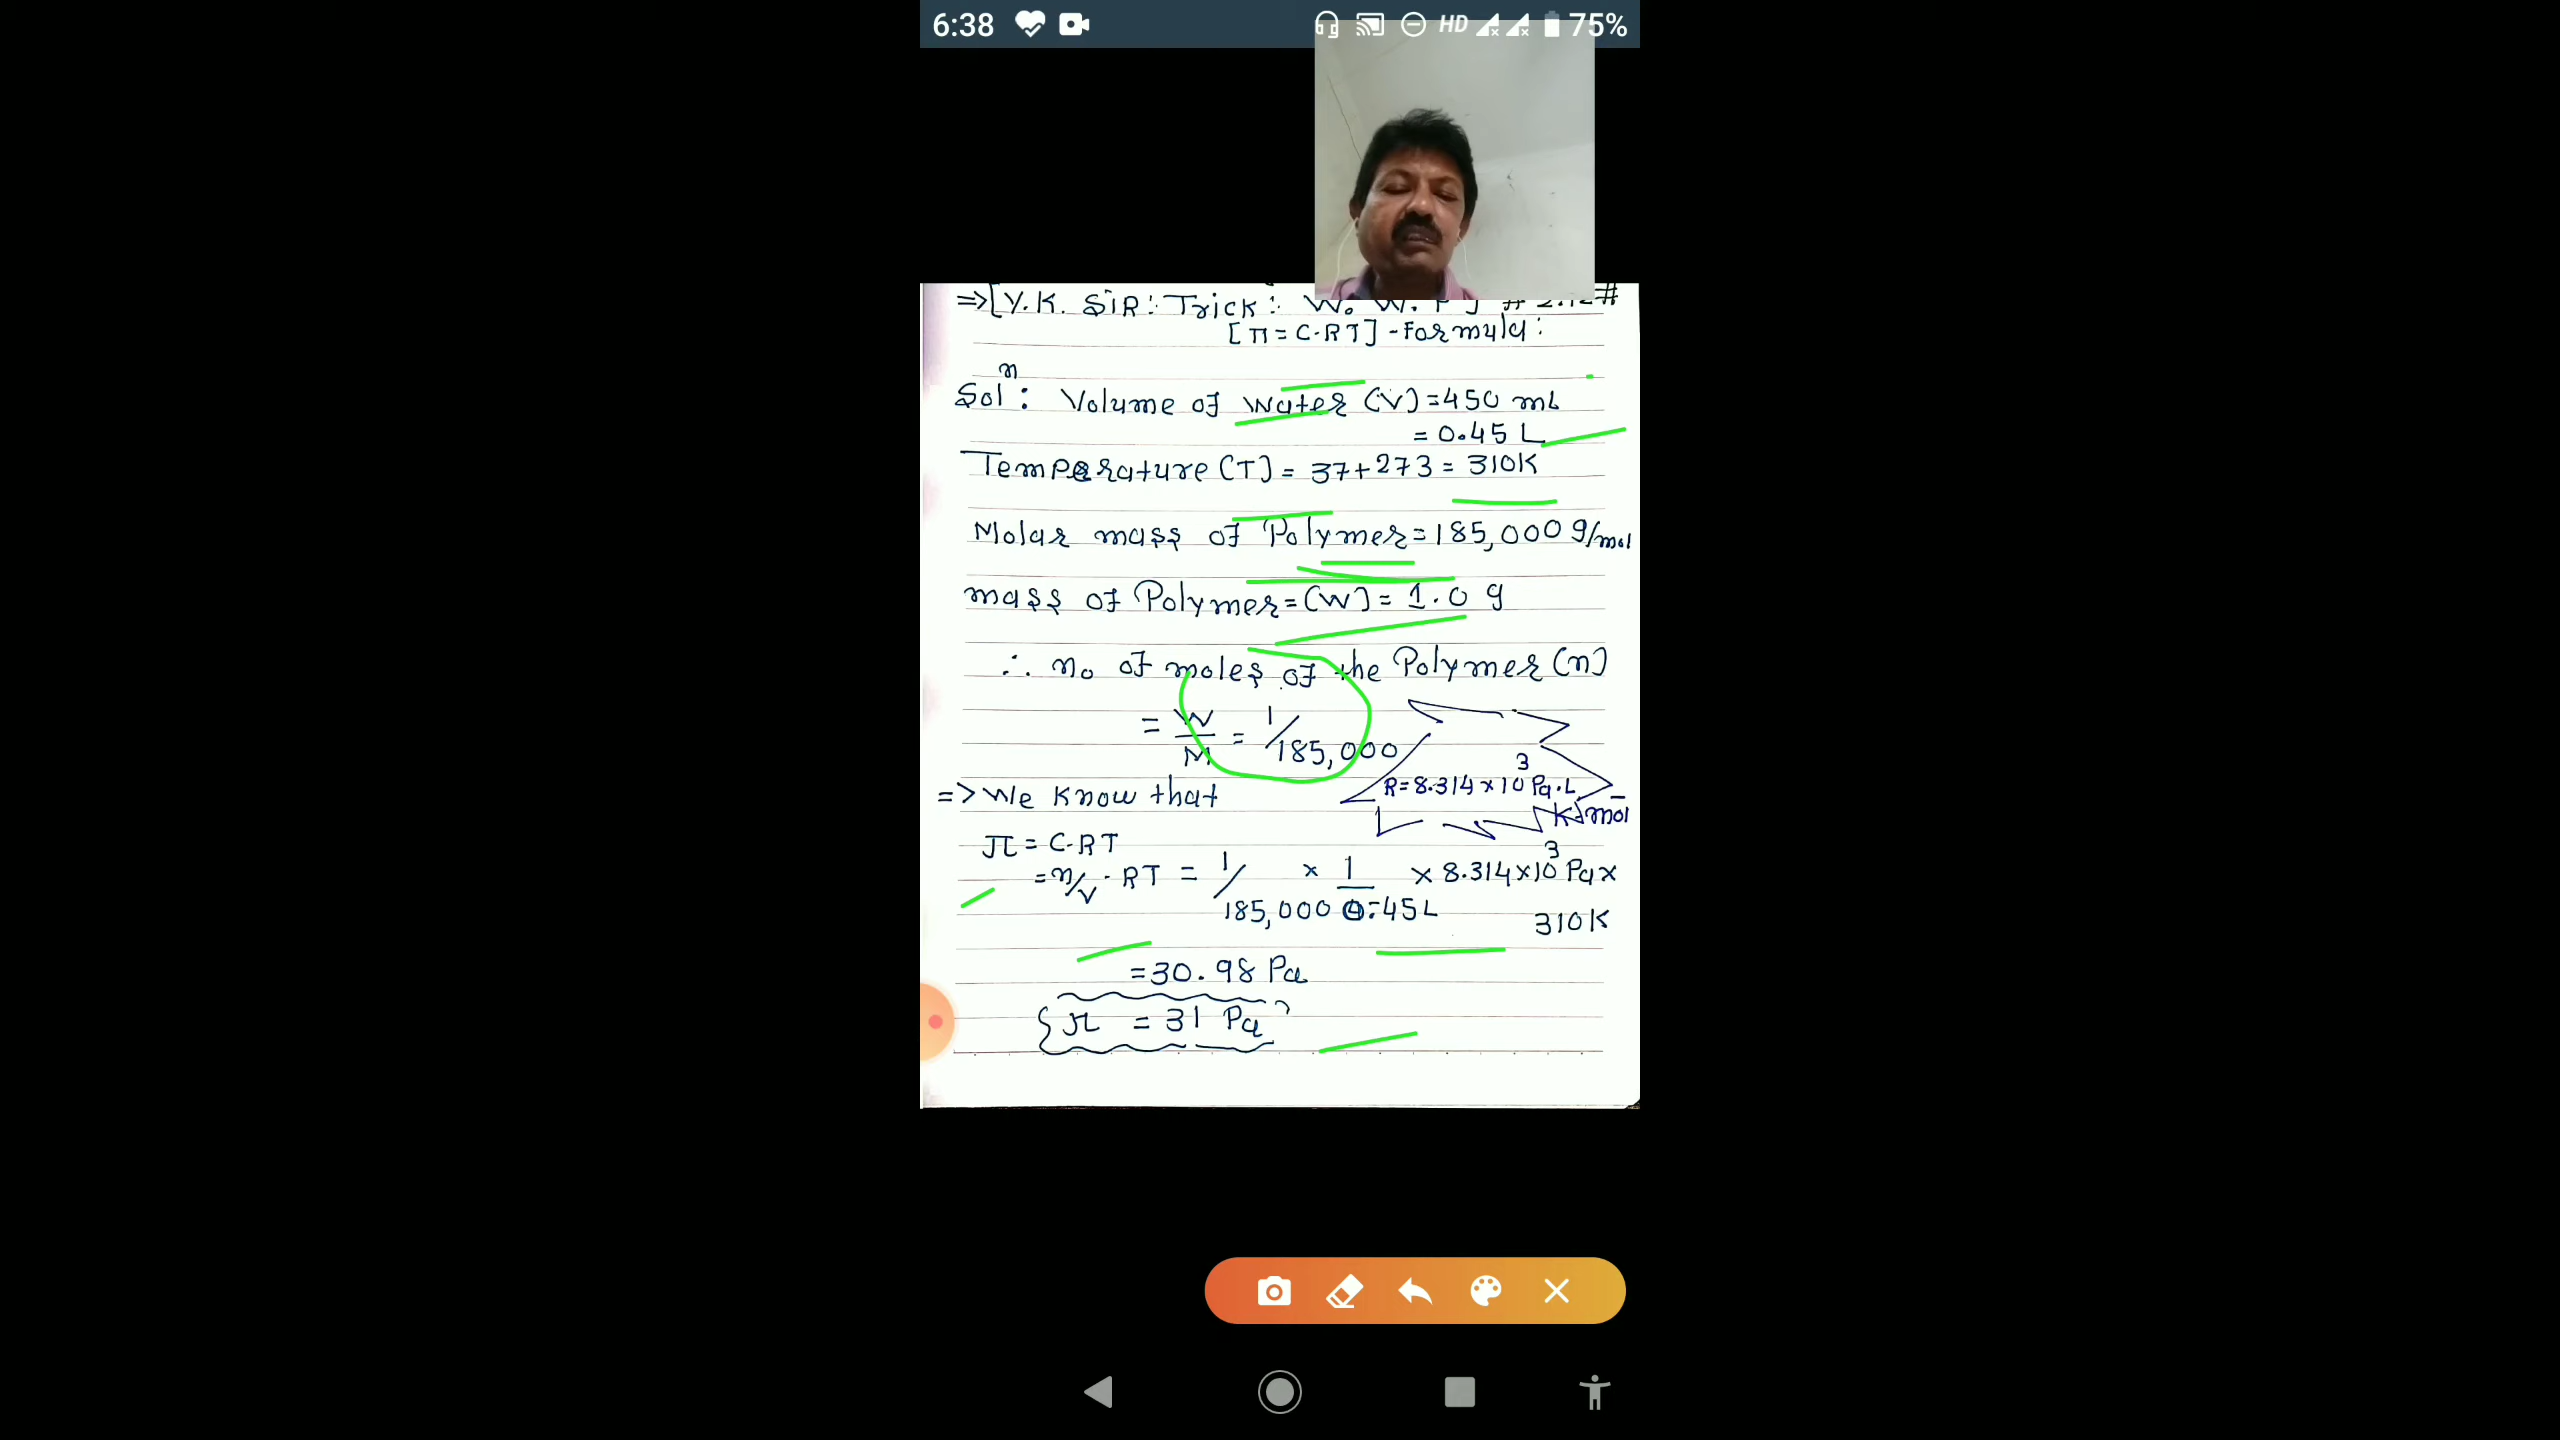 6:38 HD 75%
=>[Y.K. SIR: Trick: W. W. P] # 2.12#
[π = C·RT] - Formula:
Solⁿ: Volume of water (V) = 450 mL
= 0.45 L
Temperature (T) = 37+273 = 310K
Molar mass of Polymer = 185,000 g/mol
mass of Polymer = (W) = 1.0 g
∴ no of moles of the Polymer (n)
= W/M = 1/185,000
R = 8.314 × 10³ Pa·L
=> We know that
π = C·RT
= n/V · RT = 1/185,000 × 1/0.45L × 8.314×10³ Pa × 310K
= 30.98 Pa
π = 31 Pa